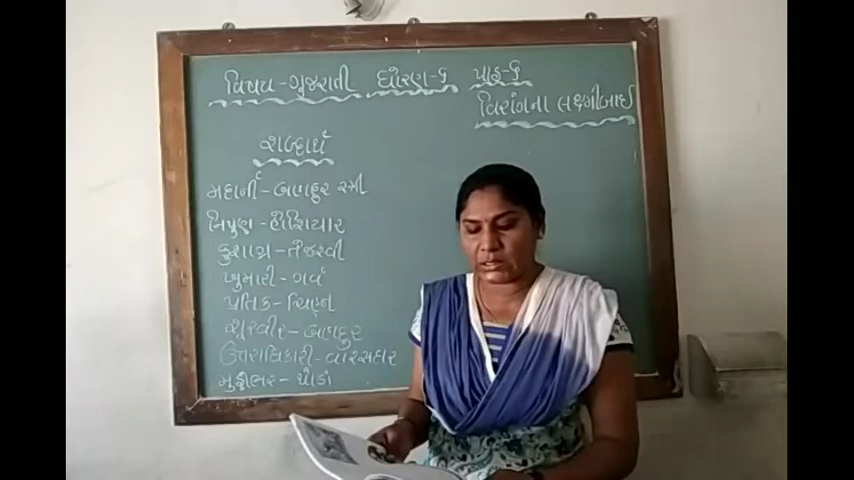 વિષય - ગુજરાતી ધોરણ - ૬ પાઠ - ૬
વિરાંગના લક્ષ્મીબાઈ
શબ્દાર્થ
મર્દાની - બહાદુર સ્ત્રી
નિપુણ - હોંશિયાર
કુશાગ્ર - તેજસ્વી
ખુમારી - ગર્વ
પ્રતિક - ચિહ્ન
શૂરવીર - બહાદુર
ઉત્તરાધિકારી - વારસદાર
મુઠ્ઠીભર - થોડાં